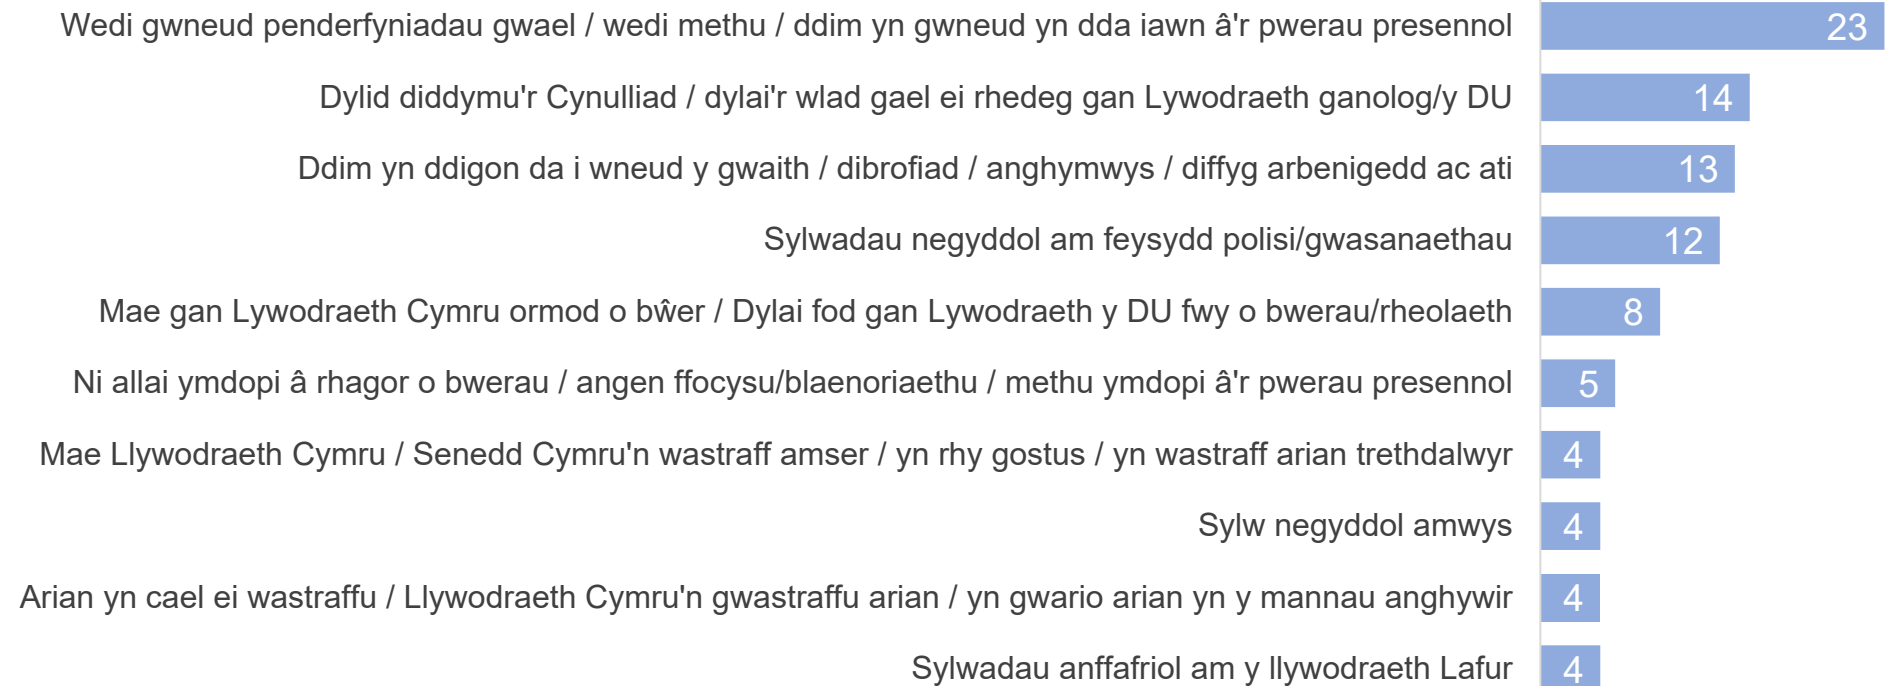 Wedi gwneud penderfyniadau gwael / wedi methu / ddim yn gwneud yn dda iawn â'r pwerau presennol 23
Dylid diddymu'r Cynulliad / dylai'r wlad gael ei rhedeg gan Lywodraeth ganolog/y DU 14
Ddim yn ddigon da i wneud y gwaith / dibrofiad / anghymwys / diffyg arbenigedd ac ati 13
Sylwadau negyddol am feysydd polisi/gwasanaethau 12
Mae gan Lywodraeth Cymru ormod o bŵer / Dylai fod gan Lywodraeth y DU fwy o bwerau/rheolaeth 8
Ni allai ymdopi â rhagor o bwerau / angen ffocysu/blaenoriaethu / methu ymdopi â'r pwerau presennol 5
Mae Llywodraeth Cymru / Senedd Cymru'n wastraff amser / yn rhy gostus / yn wastraff arian trethdalwyr 4
Sylw negyddol amwys 4
Arian yn cael ei wastraffu / Llywodraeth Cymru'n gwastraffu arian / yn gwario arian yn y mannau anghywir 4
Sylwadau anffafriol am y llywodraeth Lafur 4